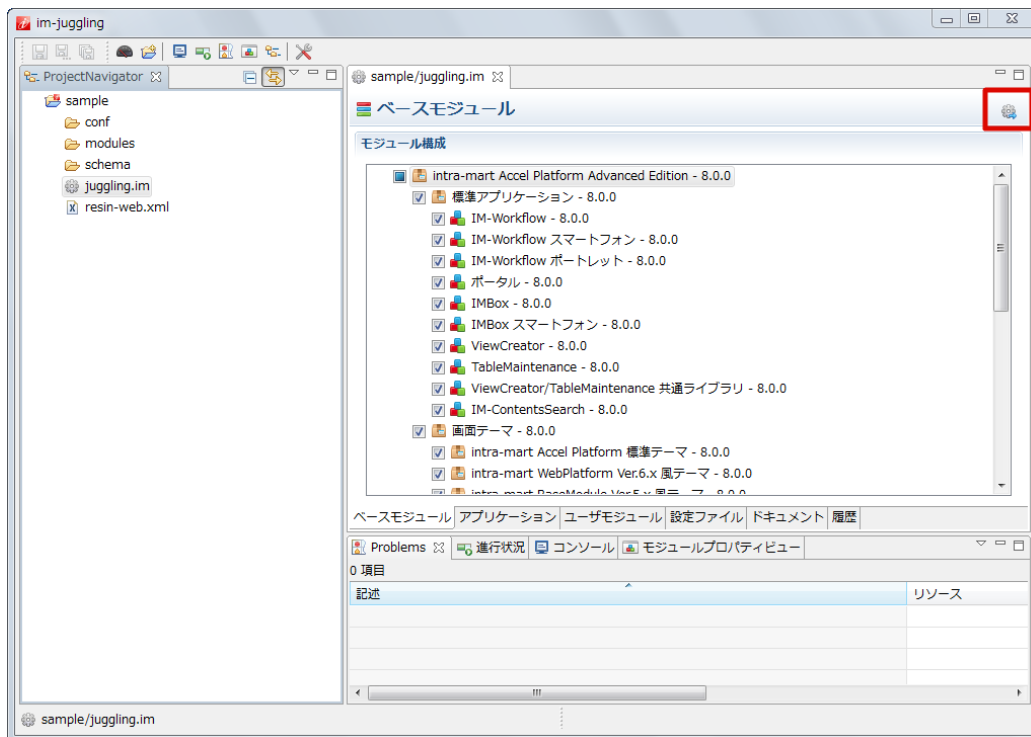 im-juggling
ProjectNavigator
sample
conf
modules
schema
juggling.im
resin-web.xml
sample/juggling.im
ベースモジュール
モジュール構成
intra-mart Accel Platform Advanced Edition - 8.0.0
標準アプリケーション - 8.0.0
IM-Workflow - 8.0.0
IM-Workflow スマートフォン - 8.0.0
IM-Workflow ポートレット - 8.0.0
ポータル - 8.0.0
IMBox - 8.0.0
IMBox スマートフォン - 8.0.0
ViewCreator - 8.0.0
TableMaintenance - 8.0.0
ViewCreator/TableMaintenance 共通ライブラリ - 8.0.0
IM-ContentsSearch - 8.0.0
画面テーマ - 8.0.0
intra-mart Accel Platform 標準テーマ - 8.0.0
intra-mart WebPlatform Ver.6.x 風テーマ - 8.0.0
intra-mart BaseModule Ver.5.x 風テーマ - 8.0.0
ベースモジュール アプリケーション ユーザモジュール 設定ファイル ドキュメント 履歴
Problems 進行状況 コンソール モジュールプロパティビュー
0 項目
記述 リソース
sample/juggling.im